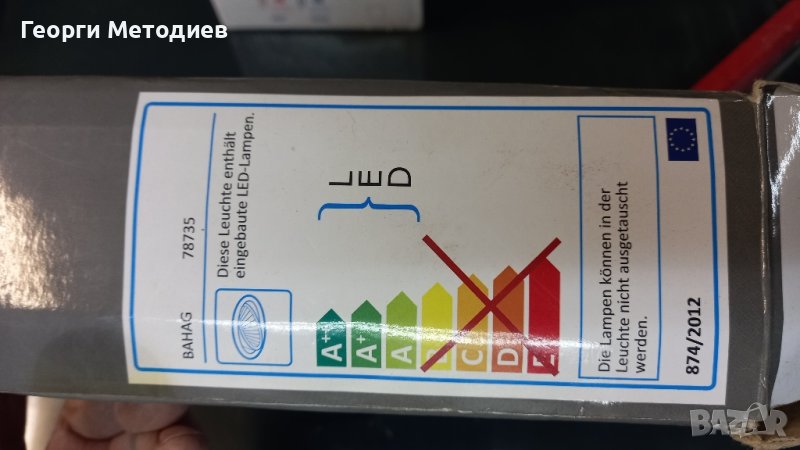 Георги Методиев
BAHAG 78735
Diese Leuchte enthält
eingebaute LED-Lampen.
L
E
D
A++
A+
A
B
C
D
E
Die Lampen können in der
Leuchte nicht ausgetauscht
werden.
874/2012
BAZAR